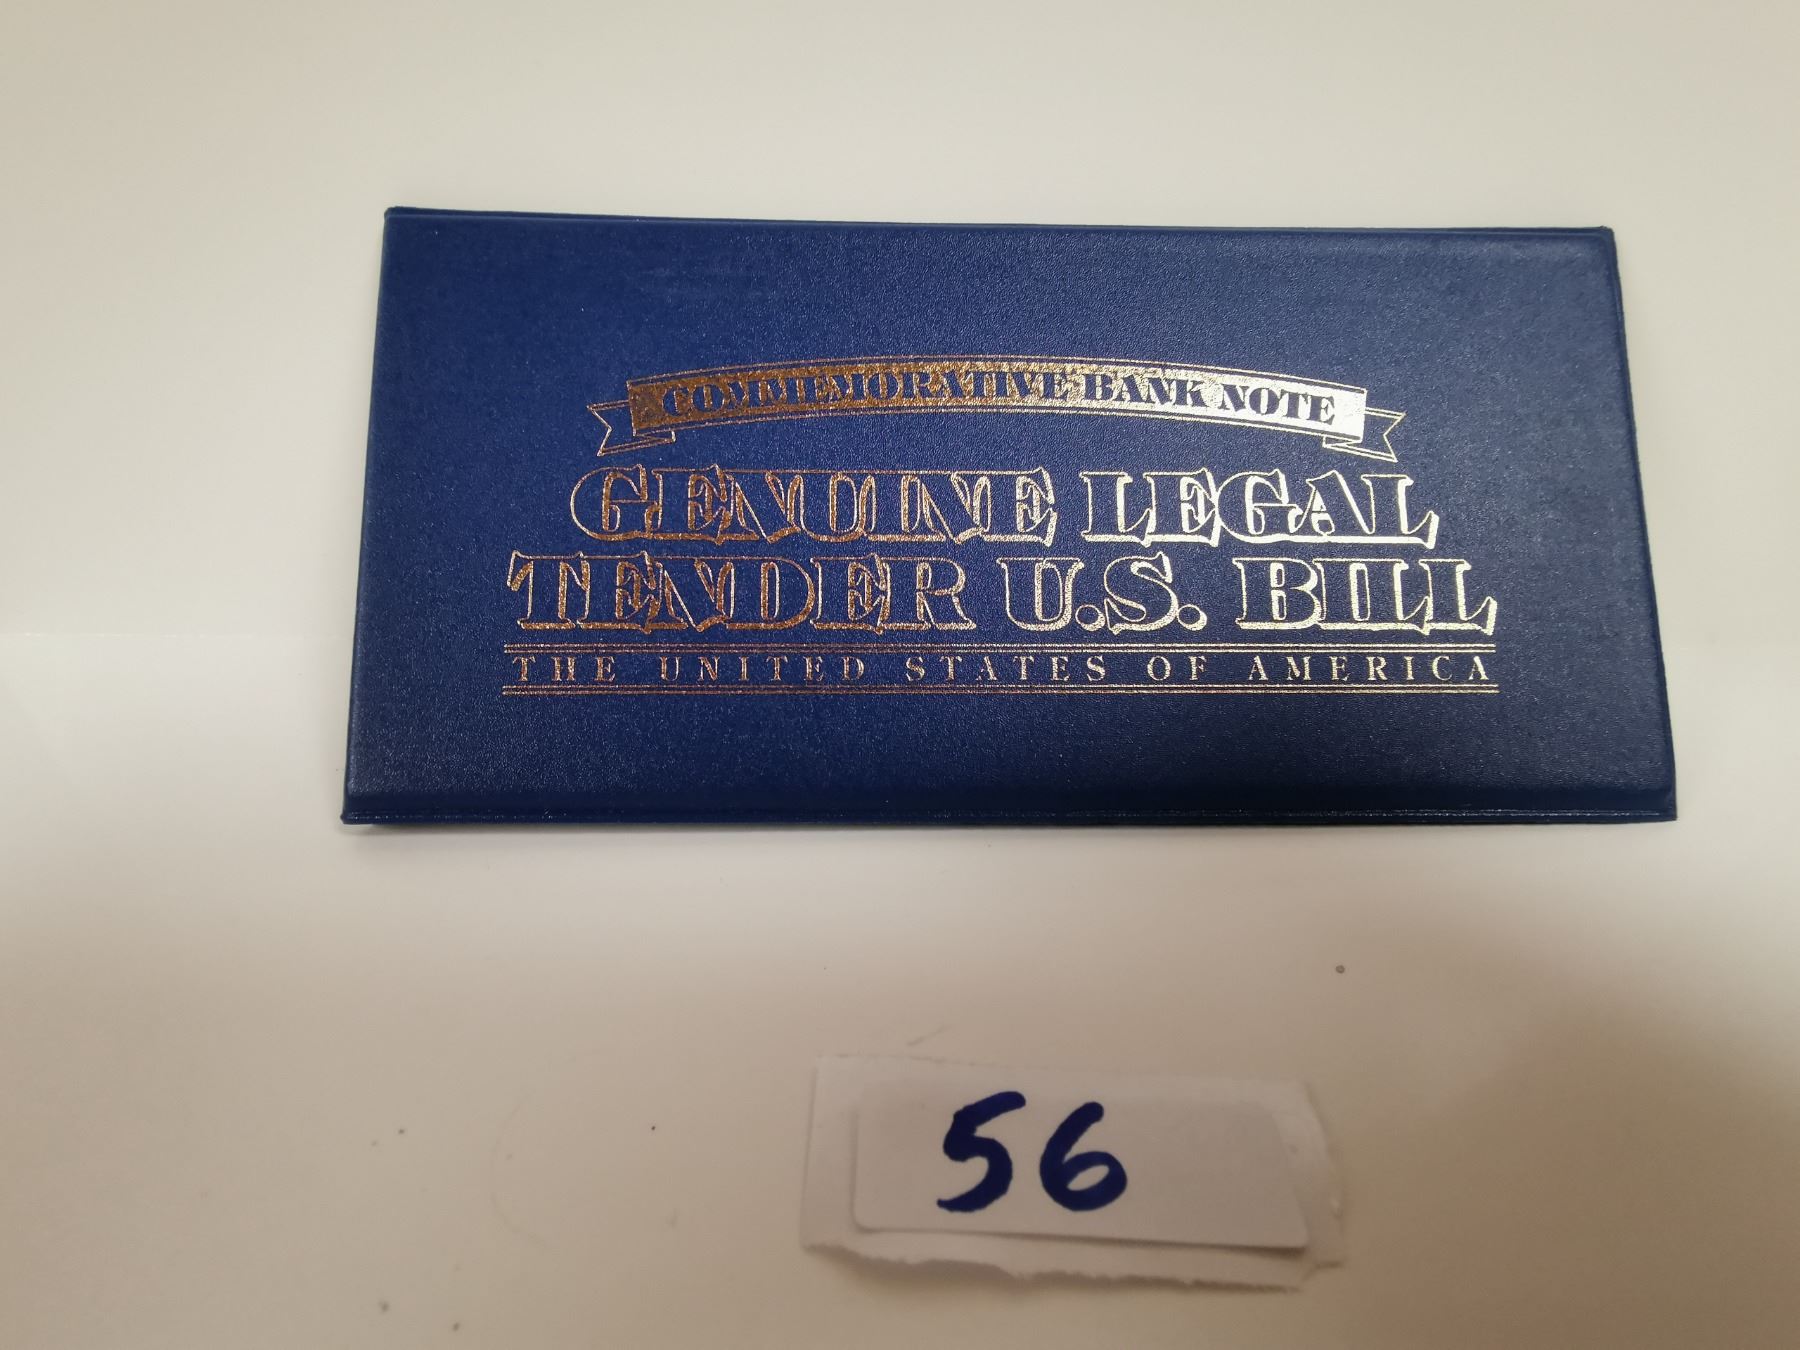 COMMEMORATIVE BANK NOTE
GENUINE LEGAL
TENDER U.S. BILL
THE UNITED STATES OF AMERICA
56